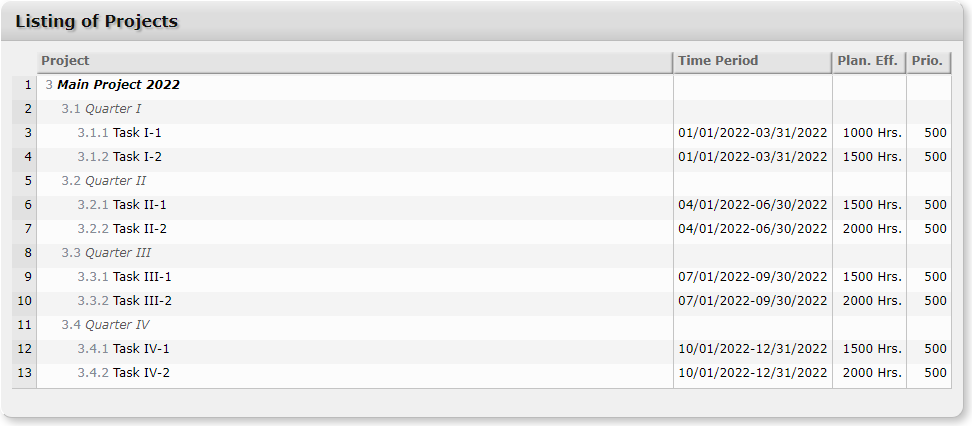 Listing of Projects
Project Time Period Plan. Eff. Prio.
1 3 Main Project 2022
2 3.1 Quarter I
3 3.1.1 Task I-1 01/01/2022-03/31/2022 1000 Hrs. 500
4 3.1.2 Task I-2 01/01/2022-03/31/2022 1500 Hrs. 500
5 3.2 Quarter II
6 3.2.1 Task II-1 04/01/2022-06/30/2022 1500 Hrs. 500
7 3.2.2 Task II-2 04/01/2022-06/30/2022 2000 Hrs. 500
8 3.3 Quarter III
9 3.3.1 Task III-1 07/01/2022-09/30/2022 1500 Hrs. 500
10 3.3.2 Task III-2 07/01/2022-09/30/2022 2000 Hrs. 500
11 3.4 Quarter IV
12 3.4.1 Task IV-1 10/01/2022-12/31/2022 1500 Hrs. 500
13 3.4.2 Task IV-2 10/01/2022-12/31/2022 2000 Hrs. 500